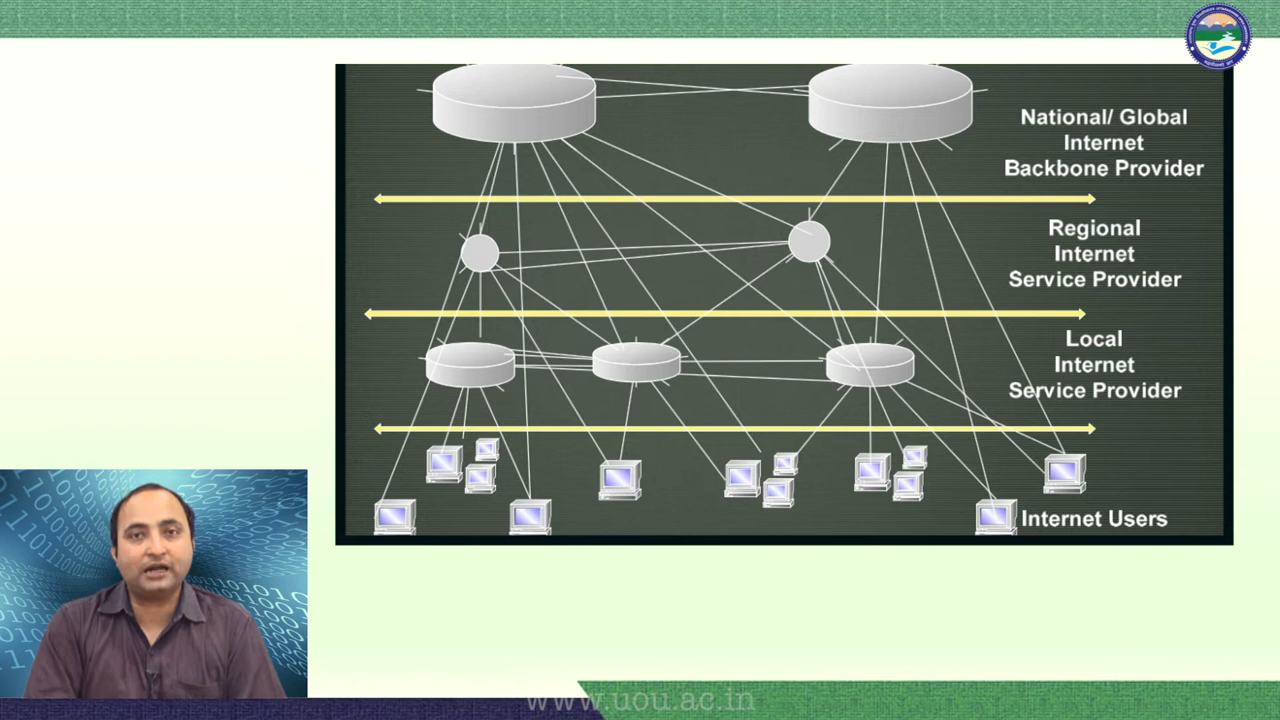 National/ Global
Internet
Backbone Provider
Regional
Internet
Service Provider
Local
Internet
Service Provider
Internet Users
www.uou.ac.in